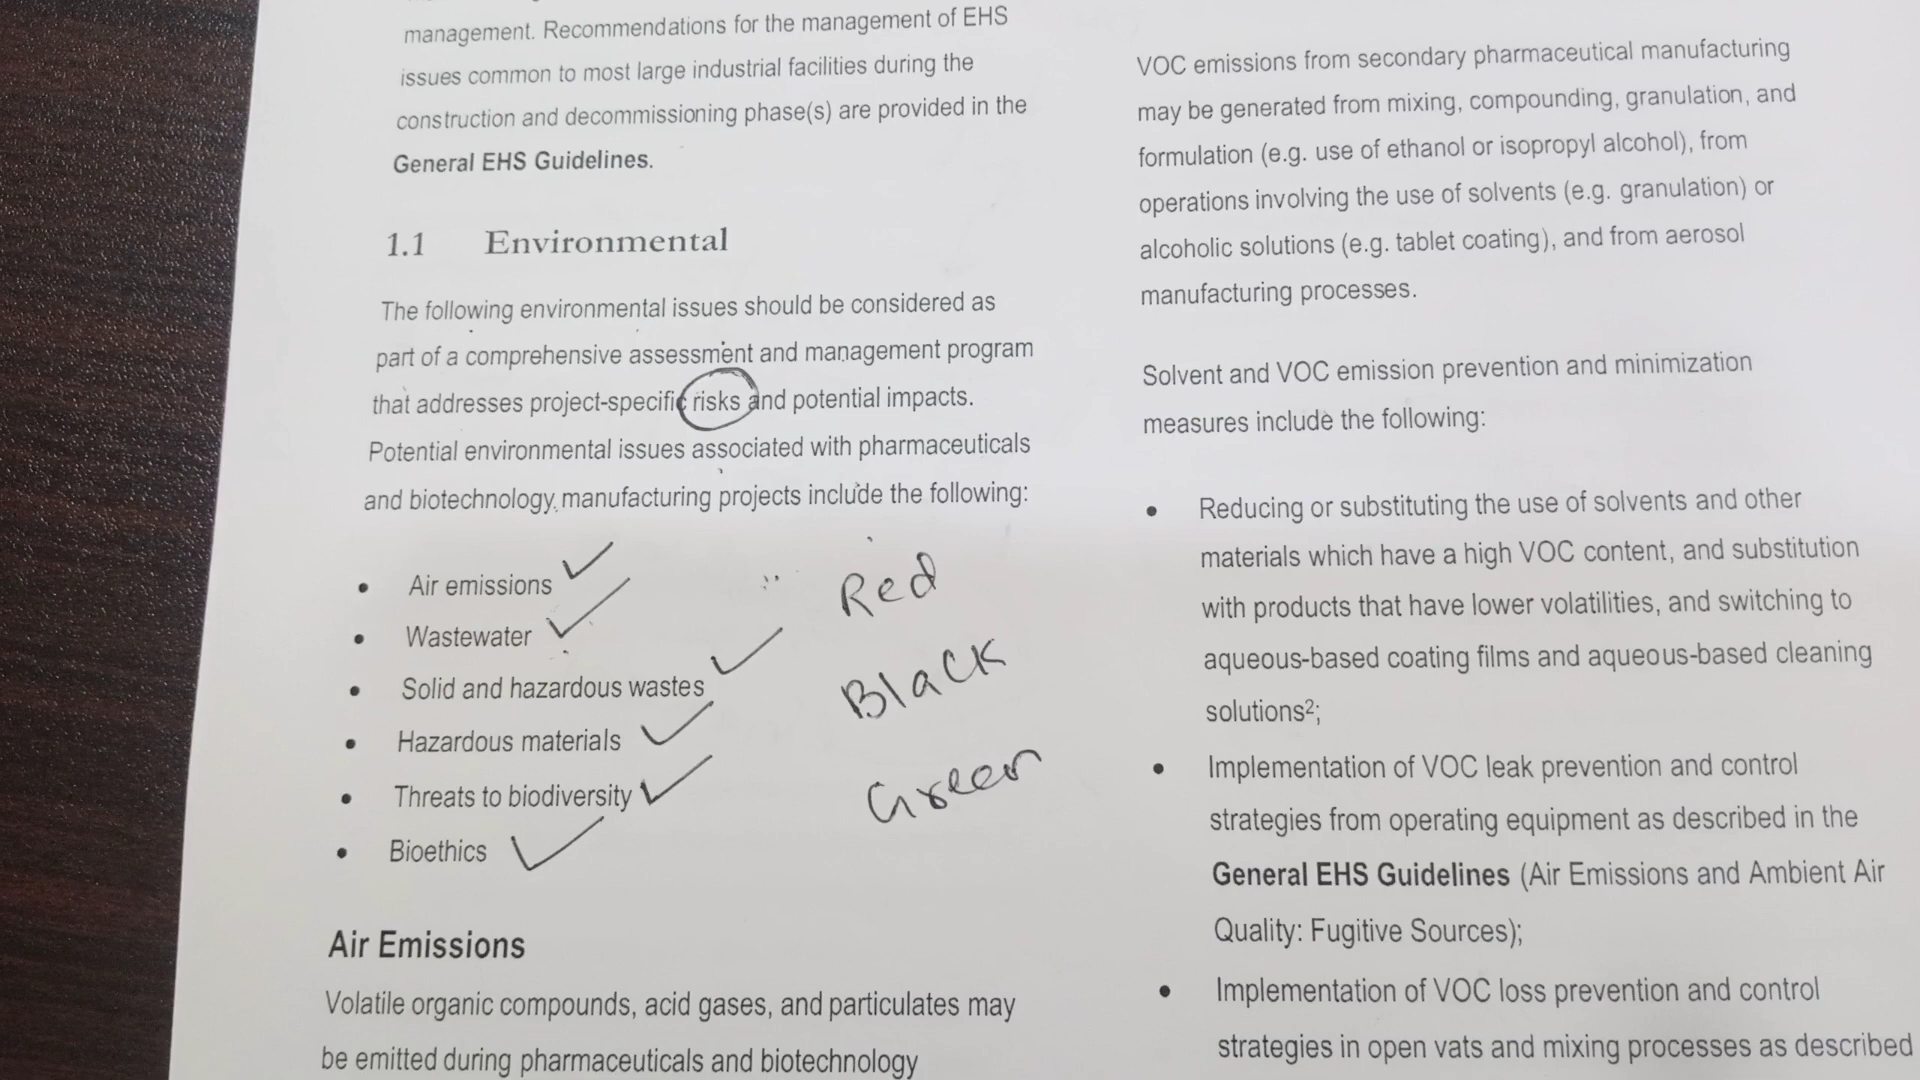 management. Recommendations for the management of EHS
issues common to most large industrial facilities during the
construction and decommissioning phase(s) are provided in the
General EHS Guidelines.
1.1 Environmental
The following environmental issues should be considered as
part of a comprehensive assessment and management program
that addresses project-specific risks and potential impacts.
Potential environmental issues associated with pharmaceuticals
and biotechnology manufacturing projects include the following:
• Air emissions
• Wastewater
• Solid and hazardous wastes
• Hazardous materials
• Threats to biodiversity
• Bioethics
Red
Black
Green
Air Emissions
Volatile organic compounds, acid gases, and particulates may
be emitted during pharmaceuticals and biotechnology
VOC emissions from secondary pharmaceutical manufacturing
may be generated from mixing, compounding, granulation, and
formulation (e.g. use of ethanol or isopropyl alcohol), from
operations involving the use of solvents (e.g. granulation) or
alcoholic solutions (e.g. tablet coating), and from aerosol
manufacturing processes.
Solvent and VOC emission prevention and minimization
measures include the following:
• Reducing or substituting the use of solvents and other
materials which have a high VOC content, and substitution
with products that have lower volatilities, and switching to
aqueous-based coating films and aqueous-based cleaning
solutions²;
• Implementation of VOC leak prevention and control
strategies from operating equipment as described in the
General EHS Guidelines (Air Emissions and Ambient Air
Quality: Fugitive Sources);
• Implementation of VOC loss prevention and control
strategies in open vats and mixing processes as described